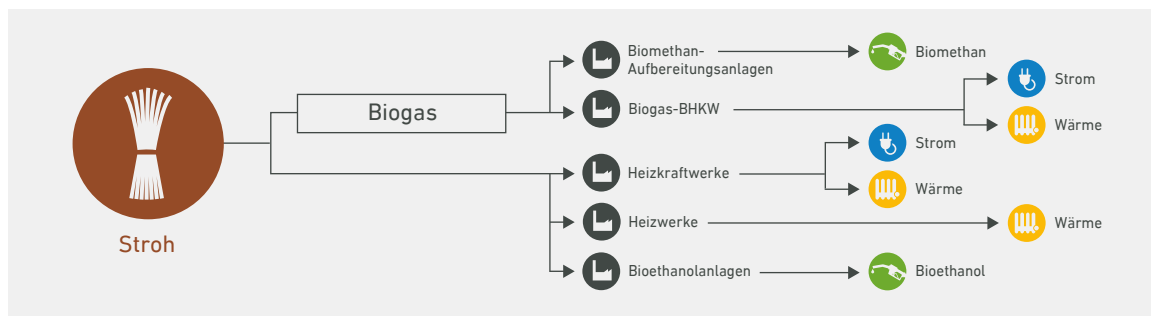 Biomethan-
Aufbereitungsanlagen
Biomethan
Strom
Biogas
Biogas-BHKW
Wärme
Strom
Heizkraftwerke
Wärme
Heizwerke
Wärme
Stroh
Bioethanolanlagen
Bioethanol